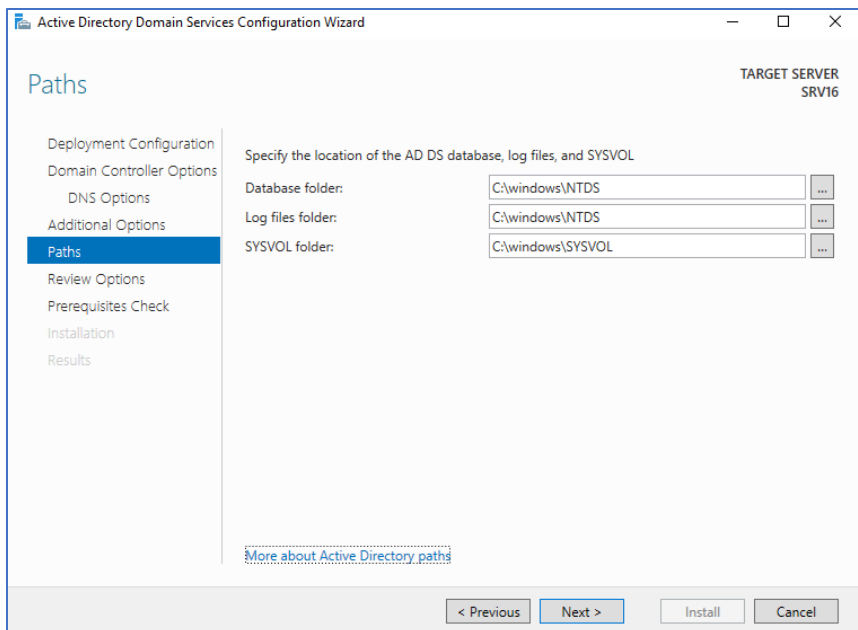 Active Directory Domain Services Configuration Wizard
Paths
TARGET SERVER
SRV16
Deployment Configuration
Domain Controller Options
DNS Options
Additional Options
Paths
Review Options
Prerequisites Check
Installation
Results
Specify the location of the AD DS database, log files, and SYSVOL
Database folder: C:\windows\NTDS ...
Log files folder: C:\windows\NTDS ...
SYSVOL folder: C:\windows\SYSVOL ...
More about Active Directory paths
< Previous Next > Install Cancel